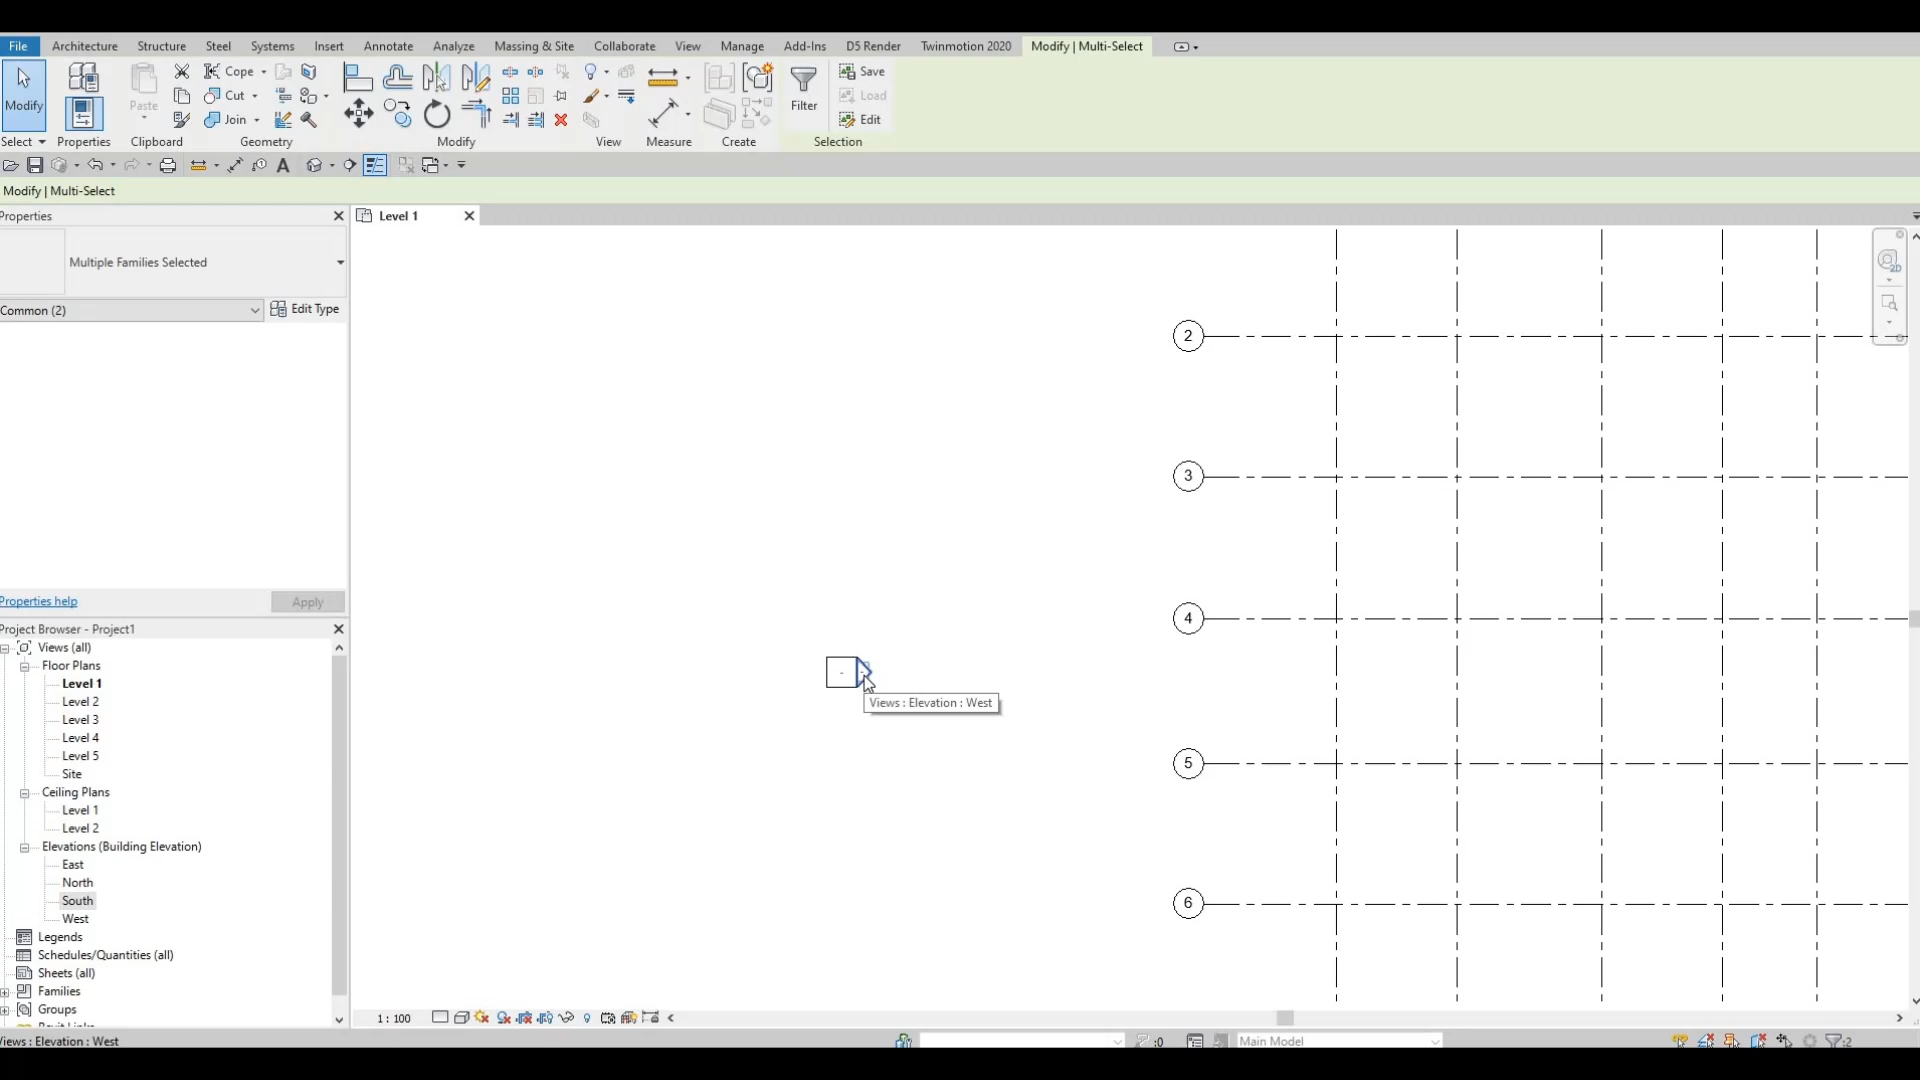 File Architecture Structure Steel Systems Insert Annotate Analyze Massing & Site Collaborate View Manage Add-Ins D5 Render Twinmotion 2020 Modify | Multi-Select
Modify
Paste
Cope
Cut
Join
Filter
Save
Load
Edit
Select Properties Clipboard Geometry Modify View Measure Create Selection
A
Modify | Multi-Select
Properties
Level 1
Multiple Families Selected
Common (2)
Edit Type
2D
2
3
4
5
6
Views : Elevation : West
Properties help
Apply
Project Browser - Project1
Views (all)
Floor Plans
Level 1
Level 2
Level 3
Level 4
Level 5
Site
Ceiling Plans
Level 1
Level 2
Elevations (Building Elevation)
East
North
South
West
Legends
Schedules/Quantities (all)
Sheets (all)
Families
Groups
Revit Links
1 : 100
Views : Elevation : West
:0
Main Model
:2